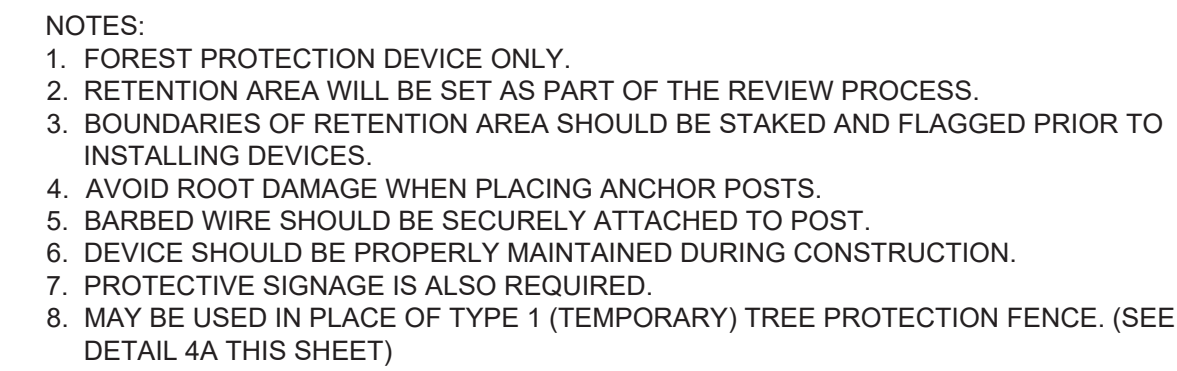 NOTES:
1. FOREST PROTECTION DEVICE ONLY.
2. RETENTION AREA WILL BE SET AS PART OF THE REVIEW PROCESS.
3. BOUNDARIES OF RETENTION AREA SHOULD BE STAKED AND FLAGGED PRIOR TO
INSTALLING DEVICES.
4. AVOID ROOT DAMAGE WHEN PLACING ANCHOR POSTS.
5. BARBED WIRE SHOULD BE SECURELY ATTACHED TO POST.
6. DEVICE SHOULD BE PROPERLY MAINTAINED DURING CONSTRUCTION.
7. PROTECTIVE SIGNAGE IS ALSO REQUIRED.
8. MAY BE USED IN PLACE OF TYPE 1 (TEMPORARY) TREE PROTECTION FENCE. (SEE
DETAIL 4A THIS SHEET)